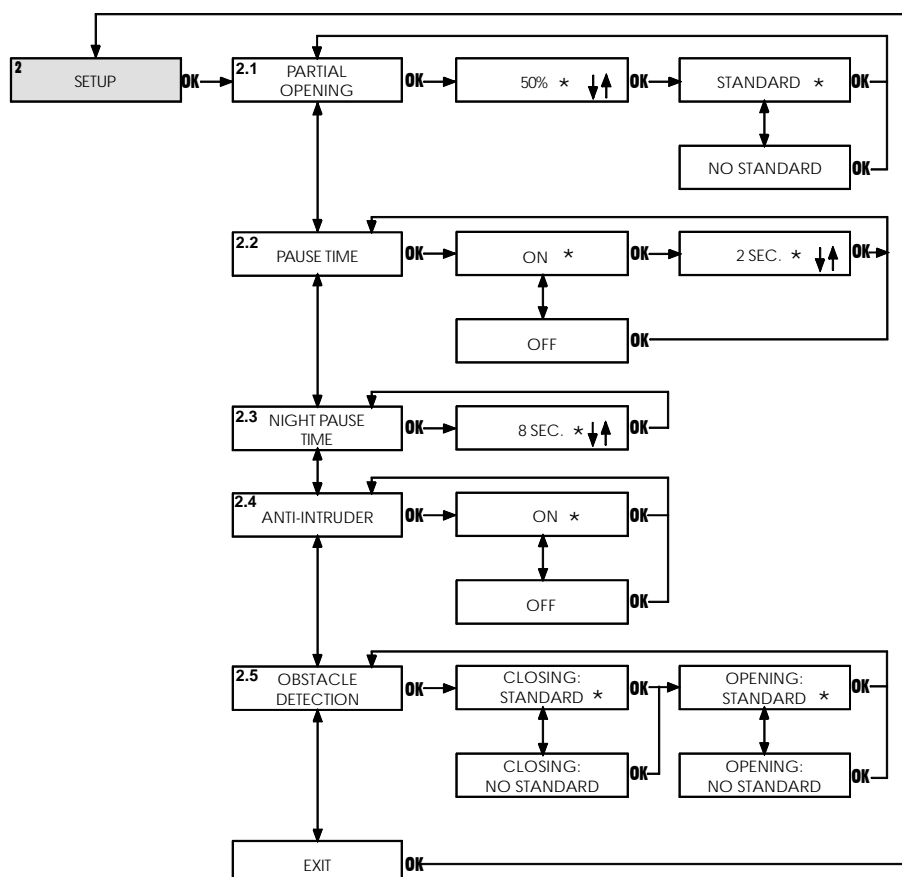 2
SETUP
OK
2.1
PARTIAL
OPENING
OK
50% *
OK
STANDARD *
OK
NO STANDARD
OK
2.2
PAUSE TIME
OK
ON *
OK
2 SEC. *
OK
OFF
OK
2.3
NIGHT PAUSE
TIME
OK
8 SEC. *
OK
2.4
ANTI-INTRUDER
OK
ON *
OK
OFF
OK
2.5
OBSTACLE
DETECTION
OK
CLOSING:
STANDARD *
OK
OPENING:
STANDARD *
OK
CLOSING:
NO STANDARD
OK
OPENING:
NO STANDARD
OK
EXIT
OK